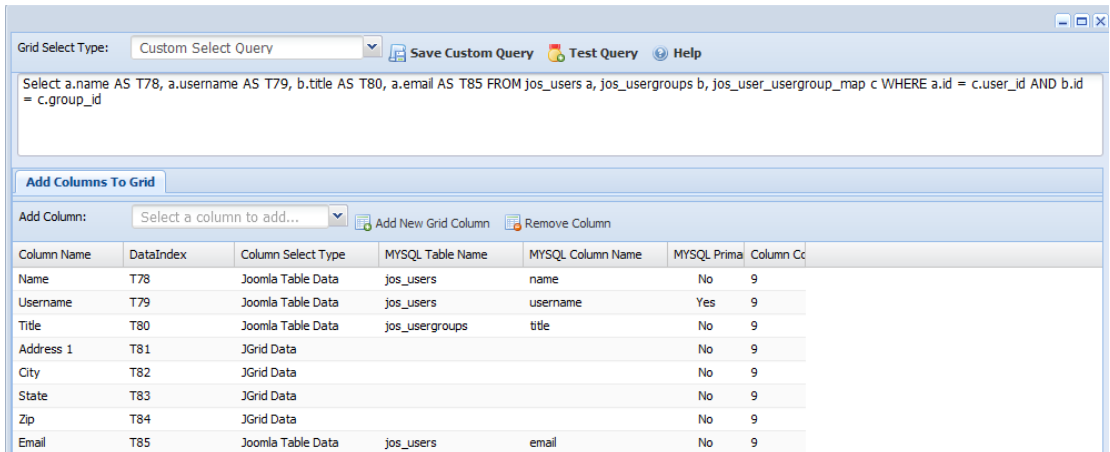 Grid Select Type: Custom Select Query Save Custom Query Test Query Help
Select a.name AS T78, a.username AS T79, b.title AS T80, a.email AS T85 FROM jos_users a, jos_usergroups b, jos_user_usergroup_map c WHERE a.id = c.user_id AND b.id
= c.group_id
Add Columns To Grid
Add Column: Select a column to add... Add New Grid Column Remove Column
Column Name DataIndex Column Select Type MYSQL Table Name MYSQL Column Name MYSQL Prima Column Co
Name T78 Joomla Table Data jos_users name No 9
Username T79 Joomla Table Data jos_users username Yes 9
Title T80 Joomla Table Data jos_usergroups title No 9
Address 1 T81 JGrid Data No 9
City T82 JGrid Data No 9
State T83 JGrid Data No 9
Zip T84 JGrid Data No 9
Email T85 Joomla Table Data jos_users email No 9